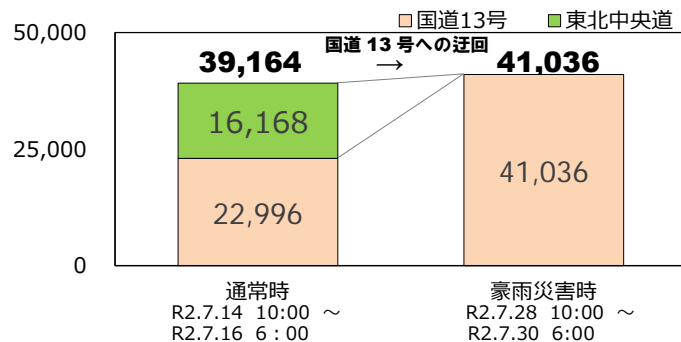 国道13号 東北中央道
50,000
国道 13 号への迂回
39,164 → 41,036
16,168
25,000
41,036
22,996
0
通常時 豪雨災害時
R2.7.14 10:00 ～ R2.7.28 10:00 ～
R2.7.16 6：00 R2.7.30 6:00